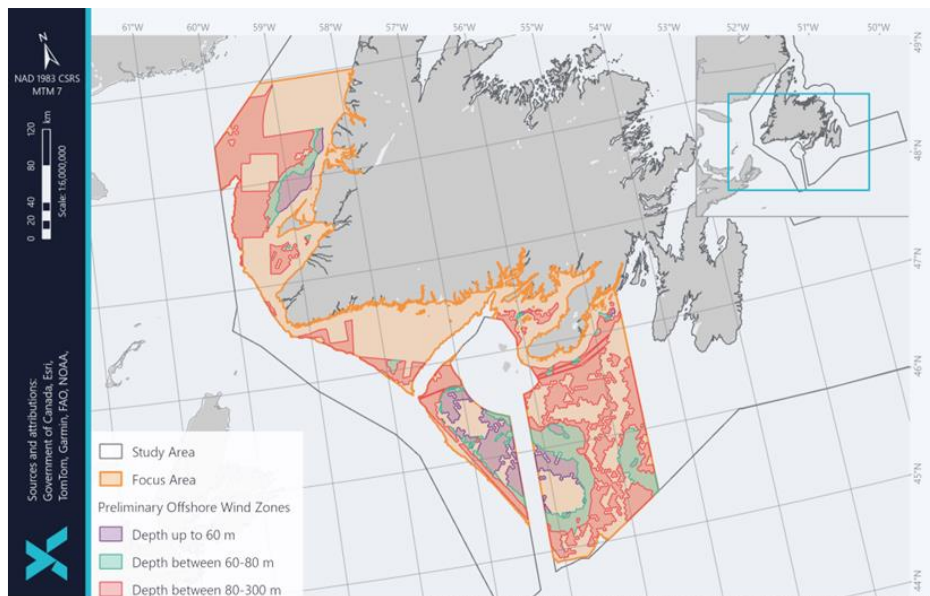 61°W 60°W 59°W 58°W 57°W 56°W 55°W 54°W 53°W 52°W 51°W 50°W
49°N
48°N
47°N
46°N
45°N
44°N
N
NAD 1983 CSRS
MTM 7
0 20 40 80 120
km
Scale: 1:6,000,000
Sources and attributions:
Government of Canada, Esri,
TomTom, Garmin, FAO, NOAA,
Study Area
Focus Area
Preliminary Offshore Wind Zones
Depth up to 60 m
Depth between 60-80 m
Depth between 80-300 m